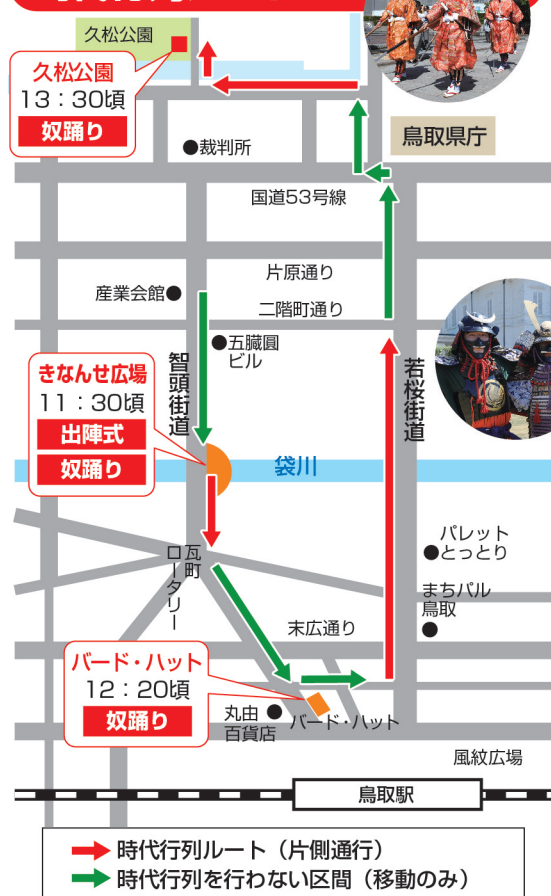 久松公園
久松公園
13：30頃
奴踊り
●裁判所
鳥取県庁
国道53号線
片原通り
産業会館●
二階町通り
●五臓圓
ビル
智頭街道
若桜街道
きなんせ広場
11：30頃
出陣式
奴踊り
袋川
瓦町
ロータリー
パレット
●とっとり
まちパル
鳥取
●
末広通り
バード・ハット
12：20頃
奴踊り
丸由●
百貨店
バード・ハット
風紋広場
鳥取駅
時代行列ルート（片側通行）
時代行列を行わない区間（移動のみ）